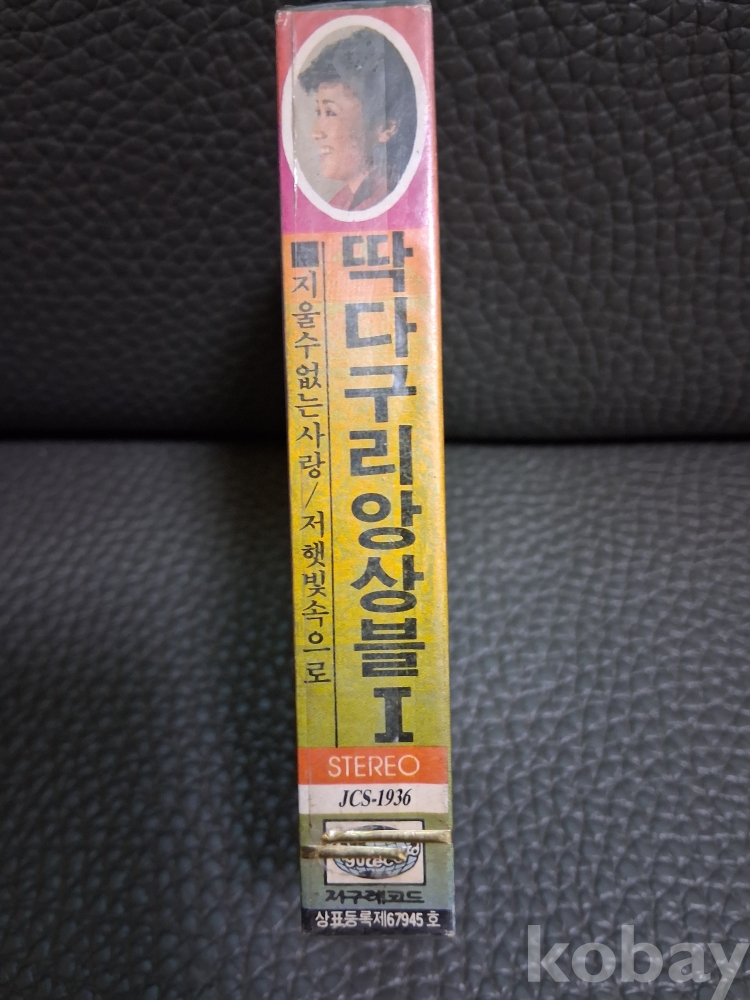 딱다구리앙상블 I
지울수없는사랑/저햇빛속으로
STEREO
JCS-1936
지구레코드
상표등록제67945호
kobay